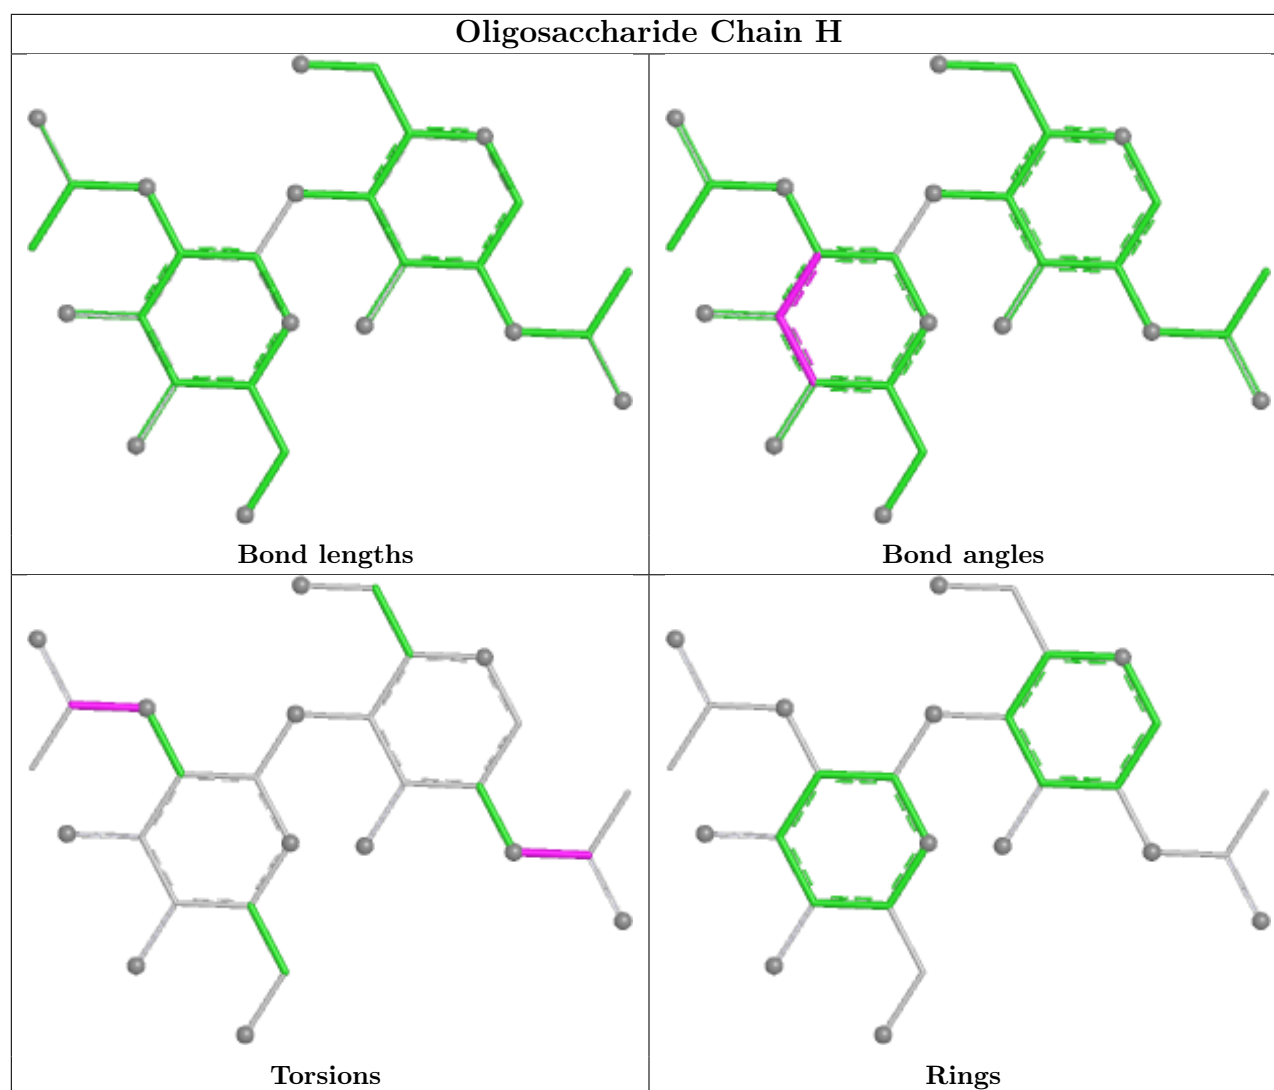 Oligosaccharide Chain H
Bond lengths
Bond angles
Torsions
Rings